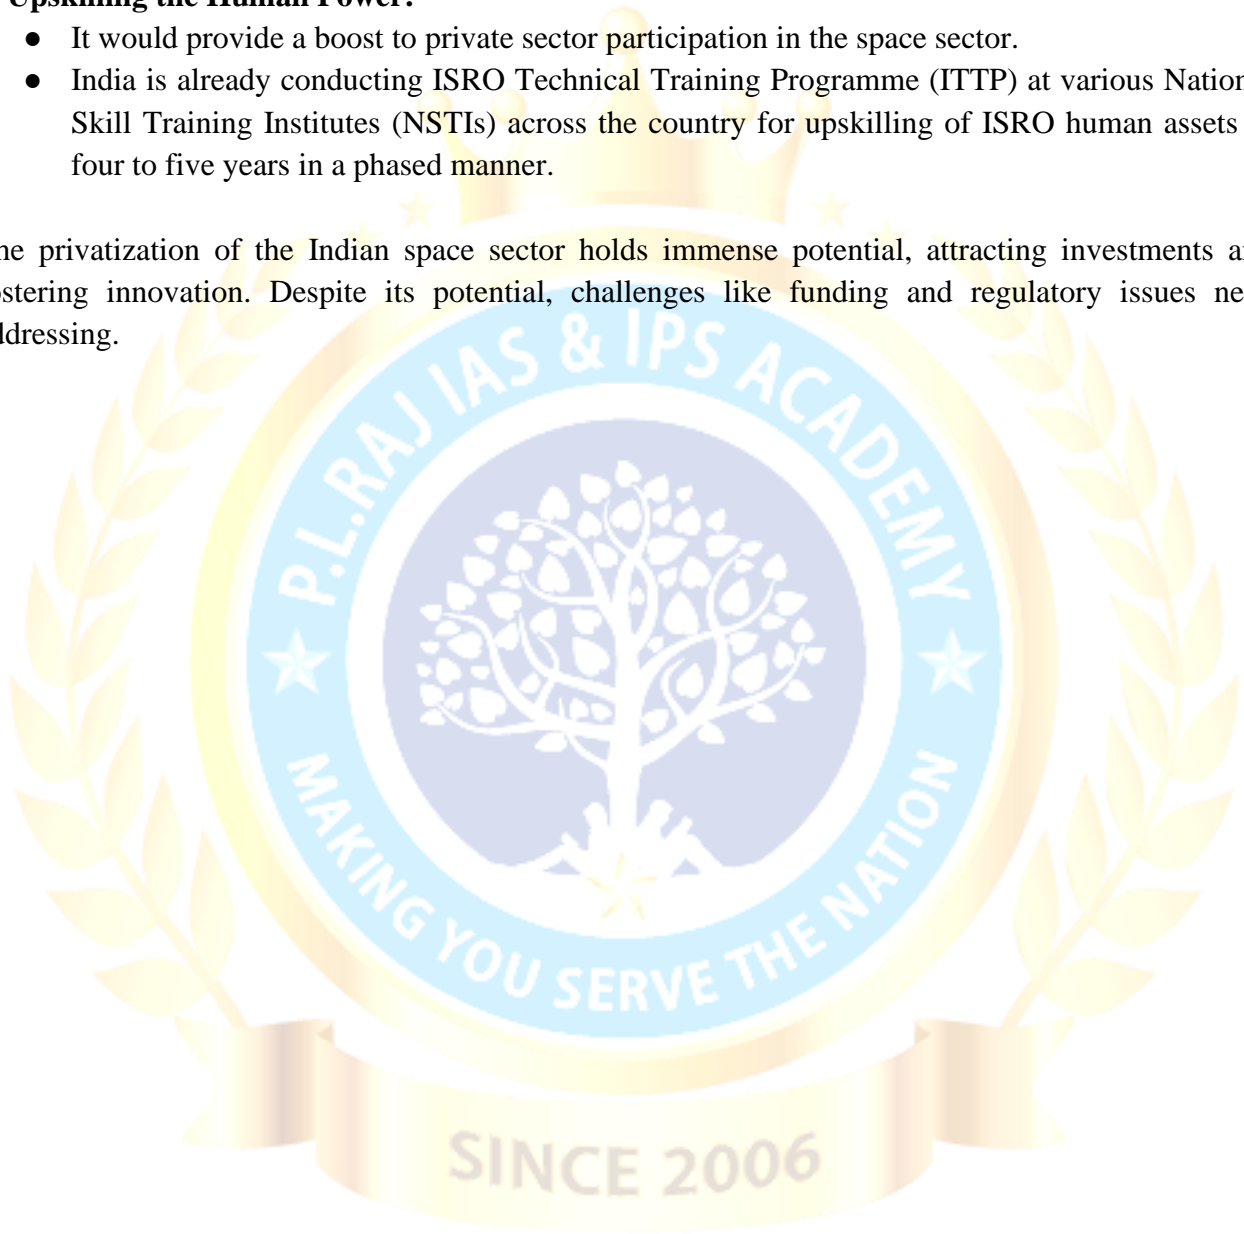 Upskilling the Human Power:
● It would provide a boost to private sector participation in the space sector.
● India is already conducting ISRO Technical Training Programme (ITTP) at various Nation
Skill Training Institutes (NSTIs) across the country for upskilling of ISRO human assets
four to five years in a phased manner.
he privatization of the Indian space sector holds immense potential, attracting investments a
ostering innovation. Despite its potential, challenges like funding and regulatory issues ne
ddressing.
P.L.RAJ IAS & IPS ACADEMY
MAKING YOU SERVE THE NATION
SINCE 2006